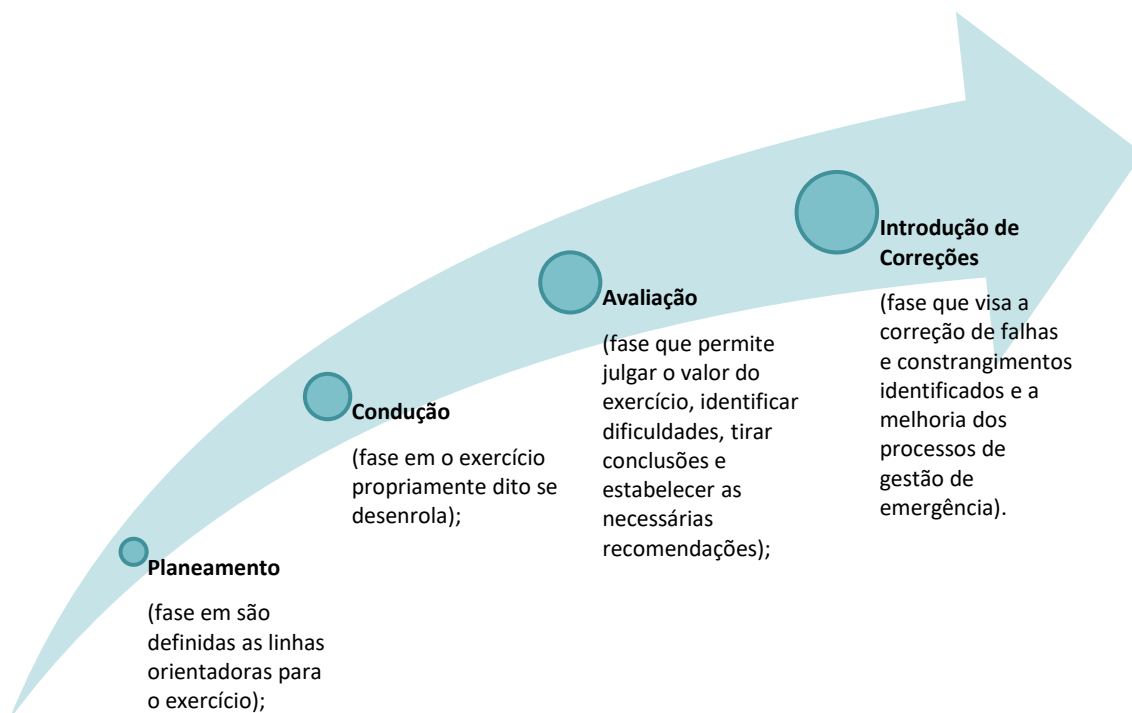 Planeamento
(fase em são
definidas as linhas
orientadoras para
o exercício);
Condução
(fase em o exercício
propriamente dito se
desenrola);
Avaliação
(fase que permite
julgar o valor do
exercício, identificar
dificuldades, tirar
conclusões e
estabelecer as
necessárias
recomendações);
Introdução de
Correções
(fase que visa a
correção de falhas
e constrangimentos
identificados e a
melhoria dos
processos de
gestão de
emergência).